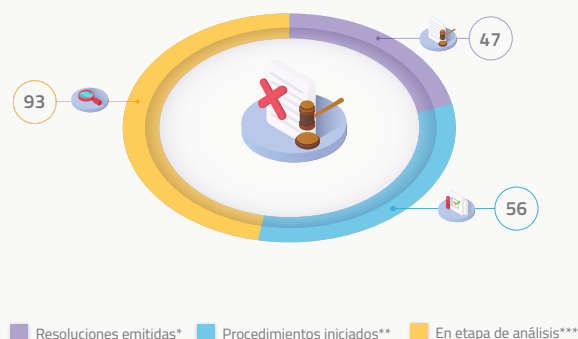 47
93
56
Resoluciones emitidas* Procedimientos iniciados** En etapa de análisis***